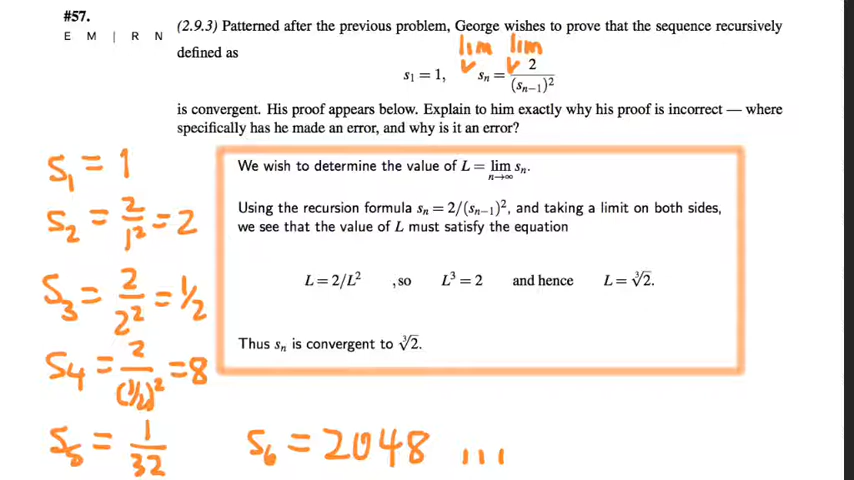 #57.
E M | R N
(2.9.3) Patterned after the previous problem, George wishes to prove that the sequence recursively
defined as
lim lim
s₁ = 1, sₙ = 2/(sₙ₋₁)²
is convergent. His proof appears below. Explain to him exactly why his proof is incorrect — where
specifically has he made an error, and why is it an error?
We wish to determine the value of L = lim n→∞ sₙ.
Using the recursion formula sₙ = 2/(sₙ₋₁)², and taking a limit on both sides,
we see that the value of L must satisfy the equation
L = 2/L² , so L³ = 2 and hence L = ∛2.
Thus sₙ is convergent to ∛2.
S₁ = 1
S₂ = 2/1² = 2
S₃ = 2/2² = 1/2
S₄ = 2/(1/2)² = 8
S₅ = 1/32
S₆ = 2048 ...